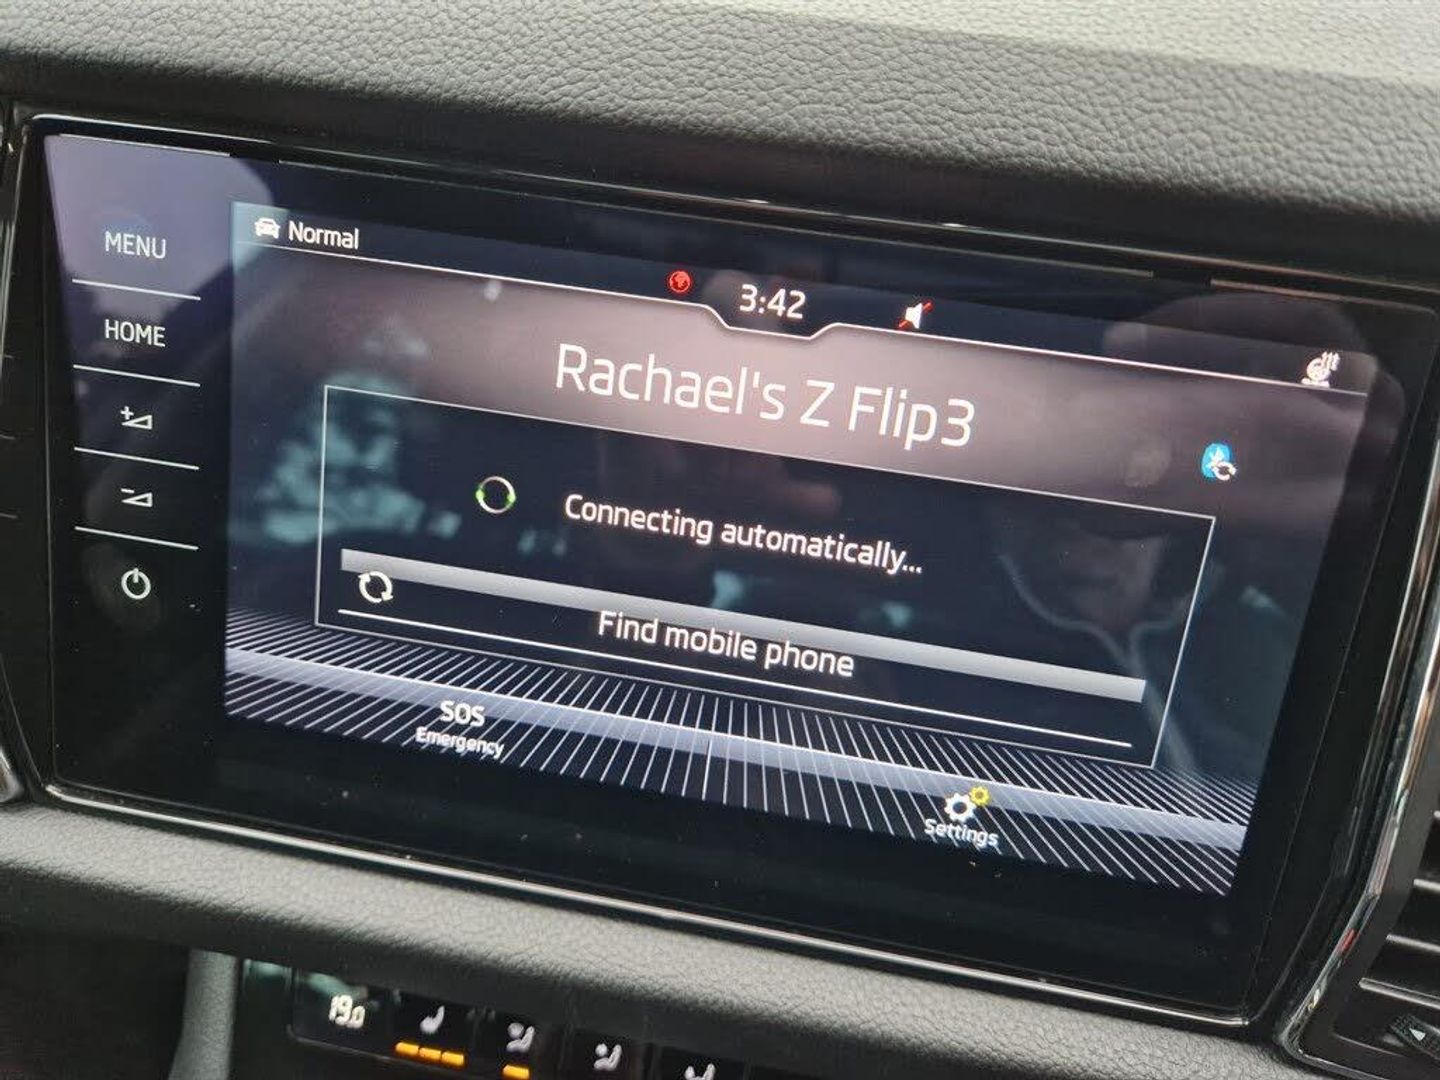 MENU
HOME
Normal
3:42
Rachael's Z Flip3
Connecting automatically...
Find mobile phone
SOS
Emergency
Settings
19.0